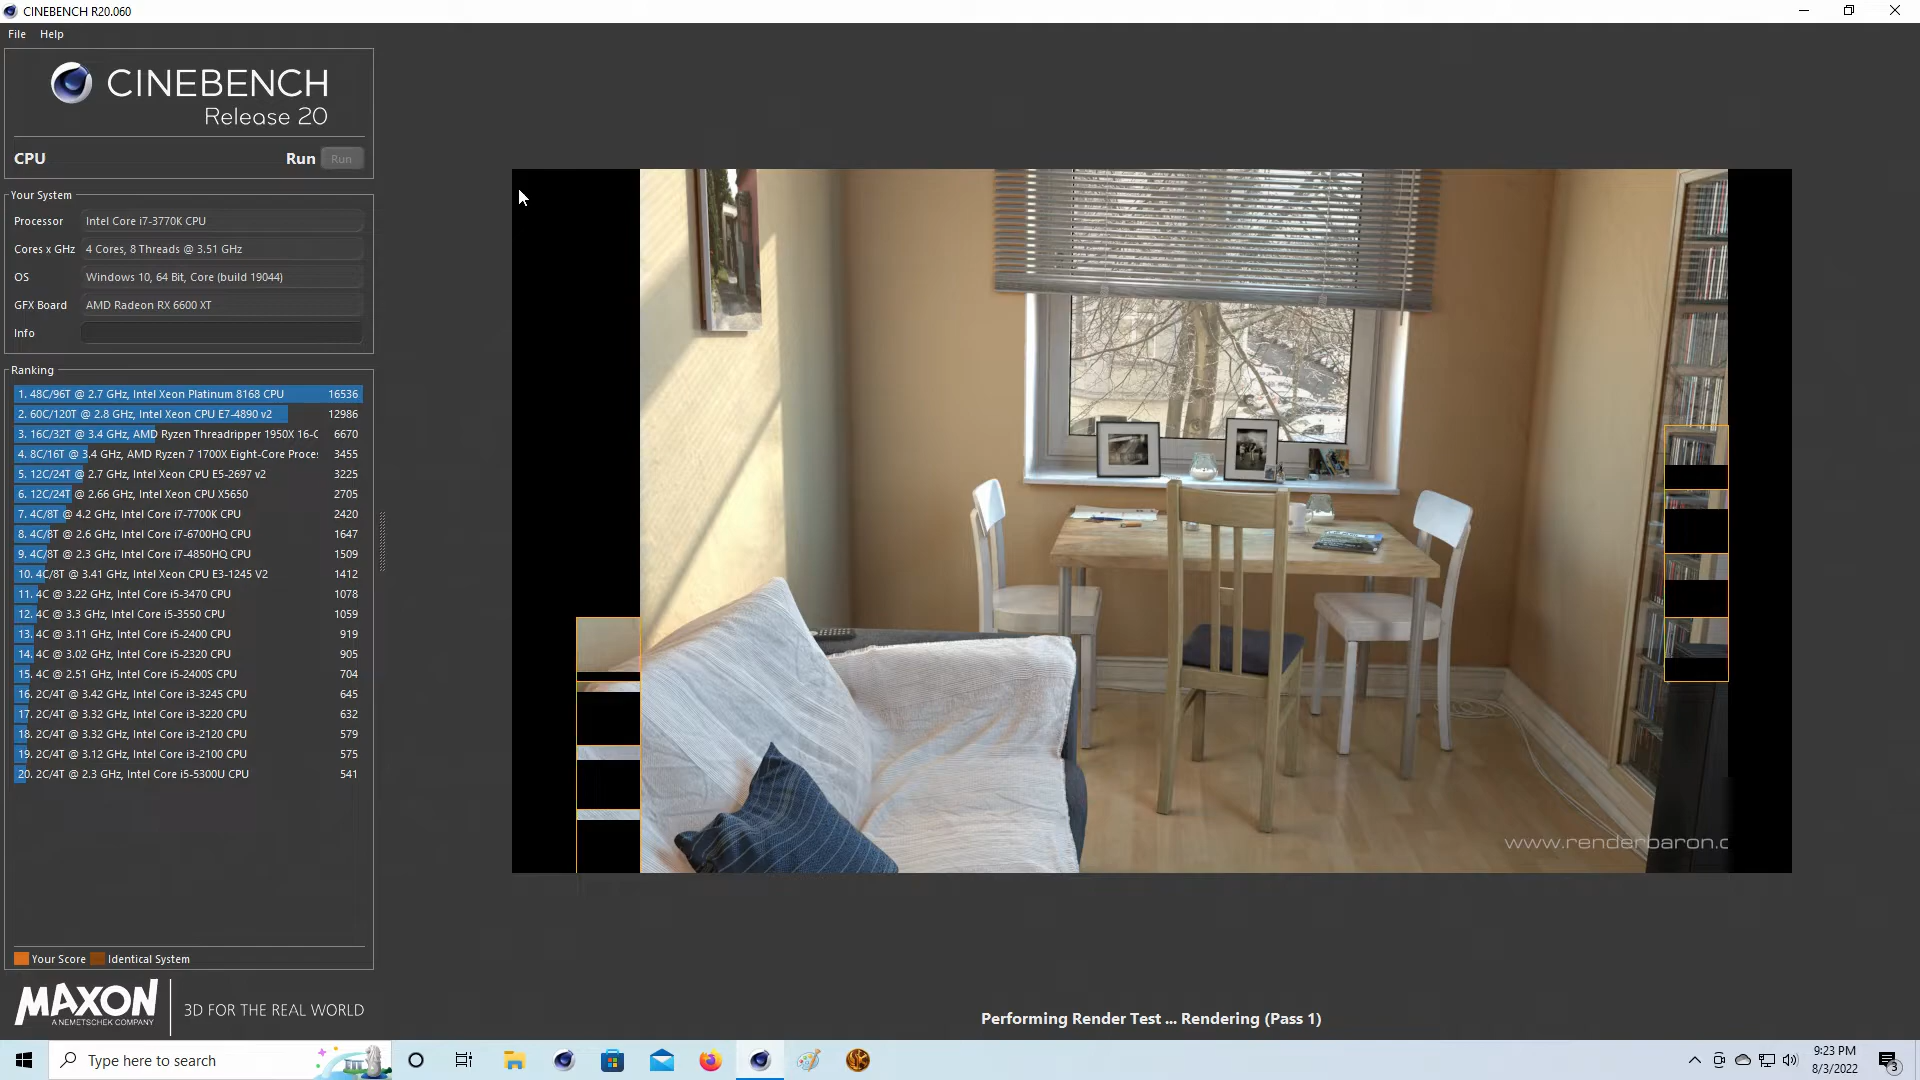 CINEBENCH R20.060
File Help
CINEBENCH
Release 20
CPU Run Run
Your System
Processor Intel Core i7-3770K CPU
Cores x GHz 4 Cores, 8 Threads @ 3.51 GHz
OS Windows 10, 64 Bit, Core (build 19044)
GFX Board AMD Radeon RX 6600 XT
Info
Ranking
1. 48C/96T @ 2.7 GHz, Intel Xeon Platinum 8168 CPU 16536
2. 60C/120T @ 2.8 GHz, Intel Xeon CPU E7-4890 v2 12986
3. 16C/32T @ 3.4 GHz, AMD Ryzen Threadripper 1950X 16-C 6670
4. 8C/16T @ 3.4 GHz, AMD Ryzen 7 1700X Eight-Core Proces 3455
5. 12C/24T @ 2.7 GHz, Intel Xeon CPU E5-2697 v2 3225
6. 12C/24T @ 2.66 GHz, Intel Xeon CPU X5650 2705
7. 4C/8T @ 4.2 GHz, Intel Core i7-7700K CPU 2420
8. 4C/8T @ 2.6 GHz, Intel Core i7-6700HQ CPU 1647
9. 4C/8T @ 2.3 GHz, Intel Core i7-4850HQ CPU 1509
10. 4C/8T @ 3.41 GHz, Intel Xeon CPU E3-1245 V2 1412
11. 4C @ 3.22 GHz, Intel Core i5-3470 CPU 1078
12. 4C @ 3.3 GHz, Intel Core i5-3550 CPU 1059
13. 4C @ 3.11 GHz, Intel Core i5-2400 CPU 919
14. 4C @ 3.02 GHz, Intel Core i5-2320 CPU 905
15. 4C @ 2.51 GHz, Intel Core i5-2400S CPU 704
16. 2C/4T @ 3.42 GHz, Intel Core i3-3245 CPU 645
17. 2C/4T @ 3.32 GHz, Intel Core i3-3220 CPU 632
18. 2C/4T @ 3.32 GHz, Intel Core i3-2120 CPU 579
19. 2C/4T @ 3.12 GHz, Intel Core i3-2100 CPU 575
20. 2C/4T @ 2.3 GHz, Intel Core i5-5300U CPU 541
Your Score Identical System
MAXON
A NEMETSCHEK COMPANY
3D FOR THE REAL WORLD
www.renderbaron.c
Performing Render Test ... Rendering (Pass 1)
Type here to search
9:23 PM
8/3/2022
3